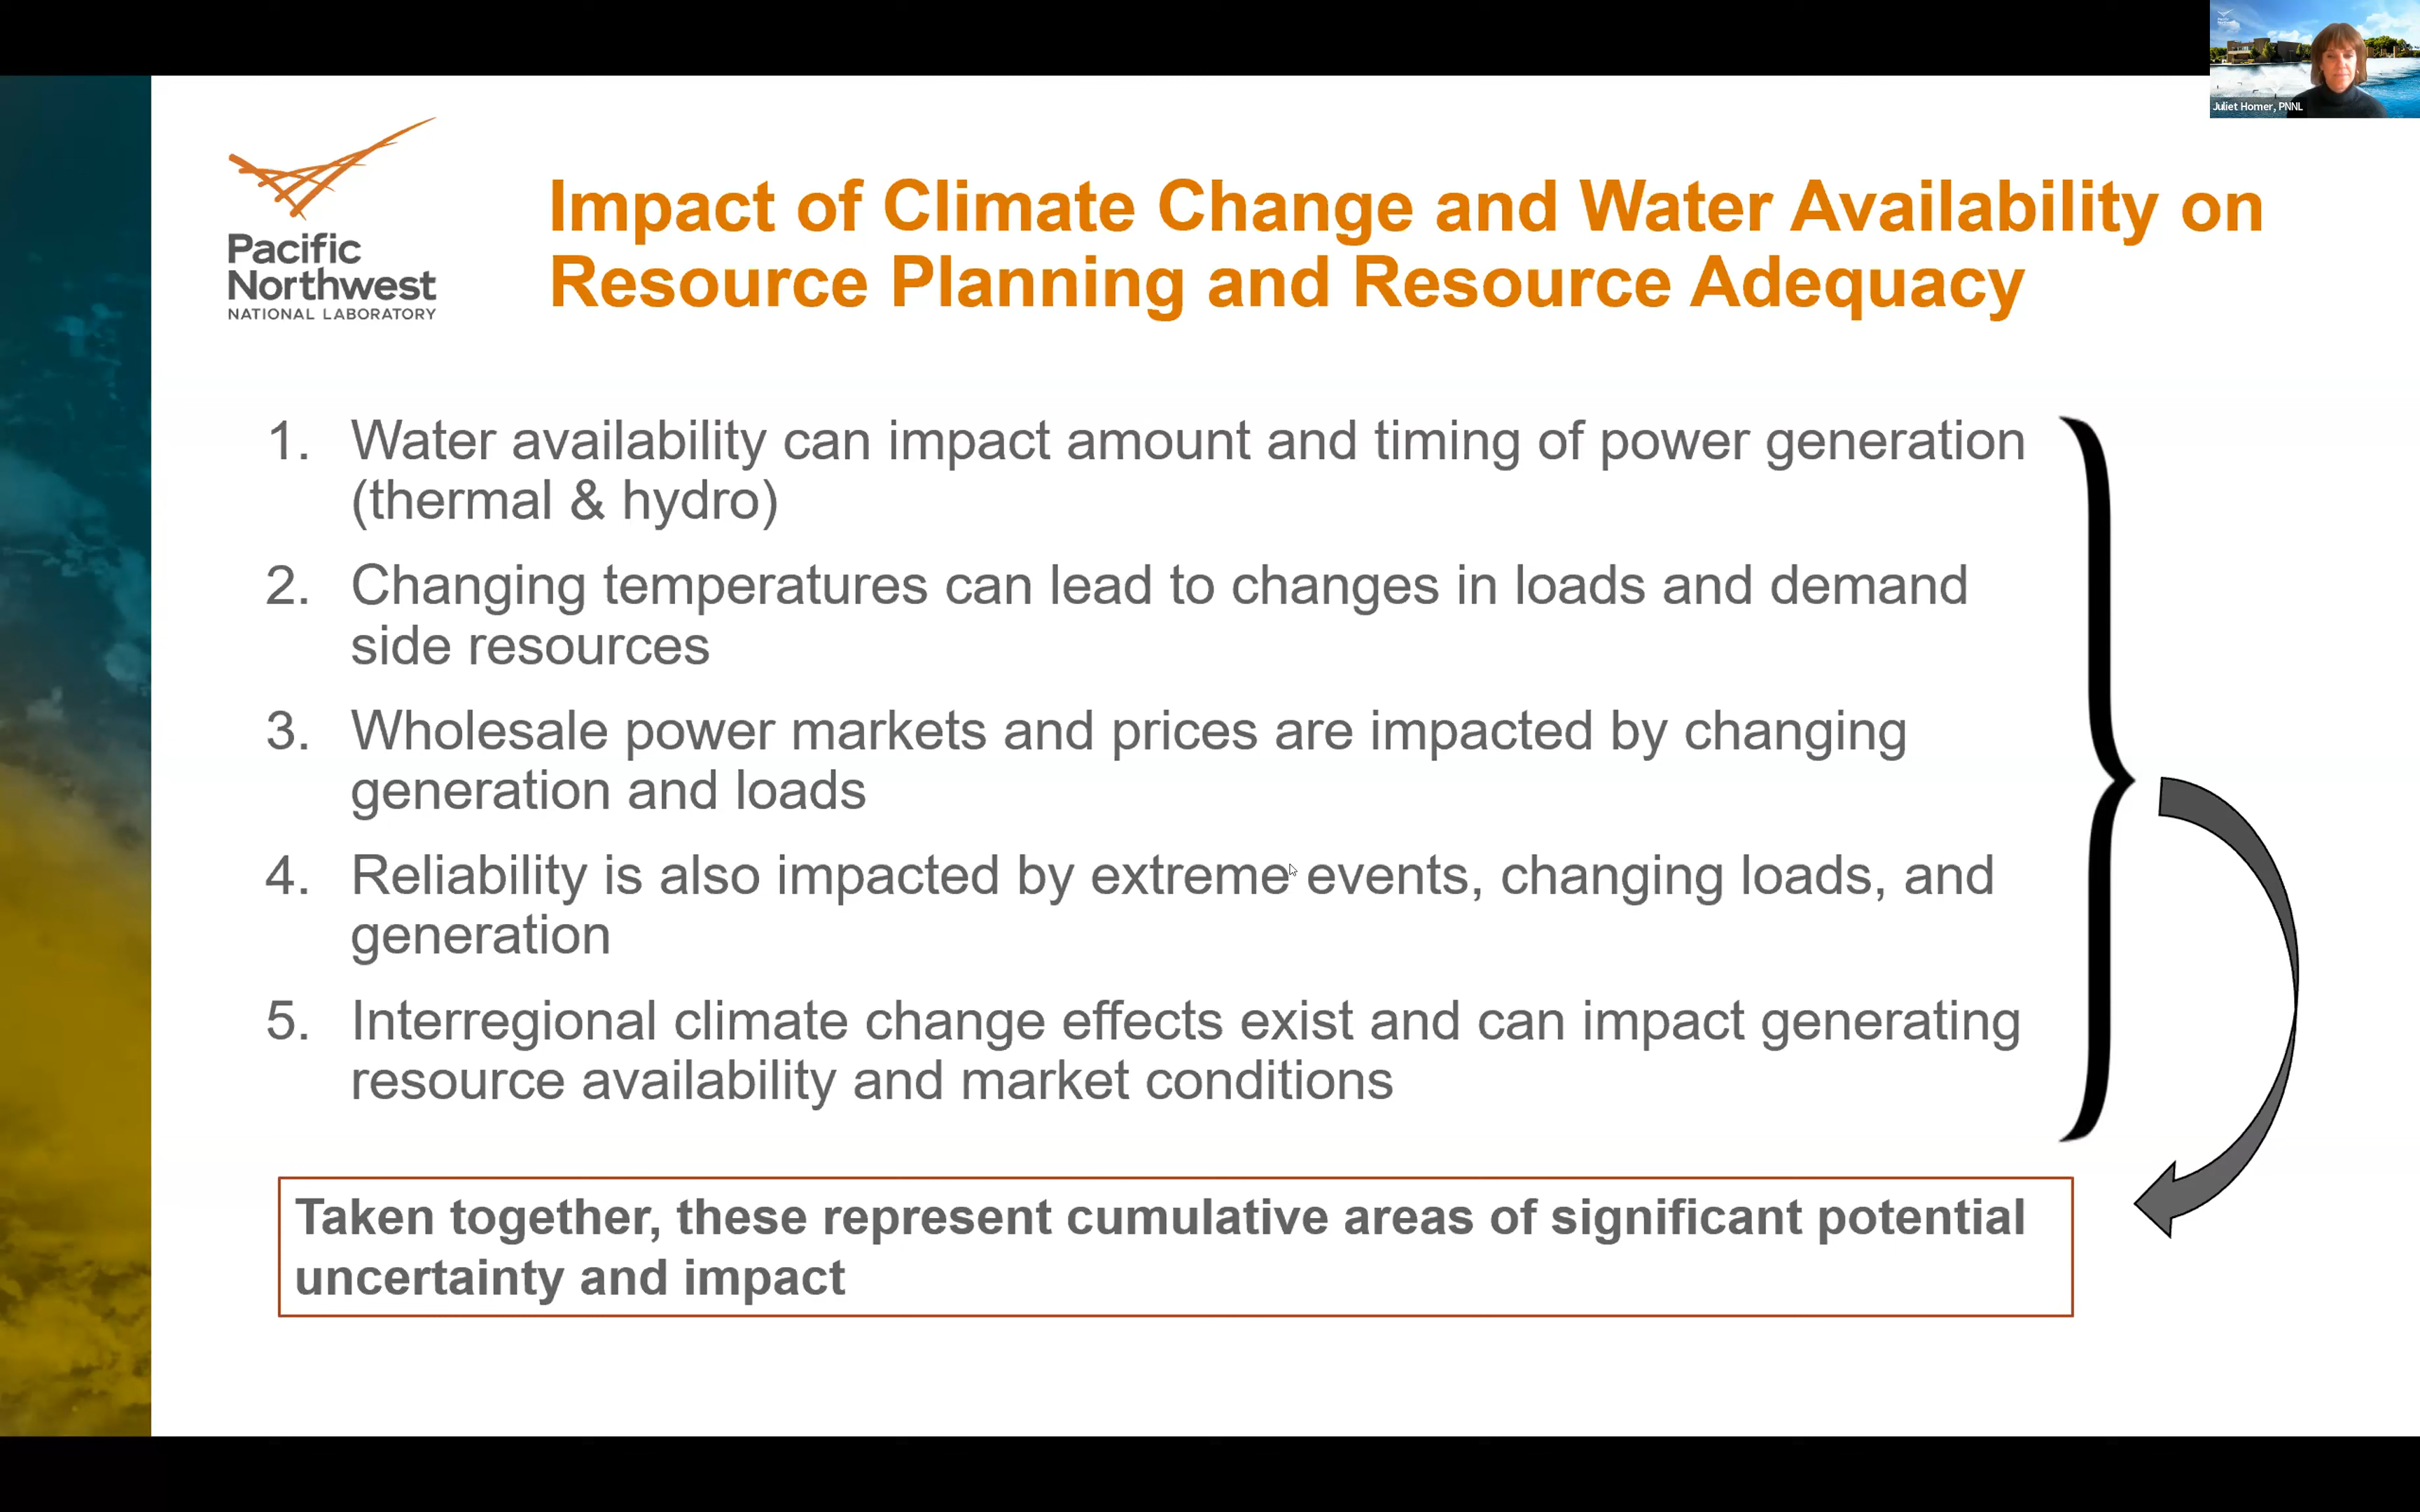 Juliet Homer, PNNL
Pacific
Northwest
NATIONAL LABORATORY
Impact of Climate Change and Water Availability on
Resource Planning and Resource Adequacy
1. Water availability can impact amount and timing of power generation
(thermal & hydro)
2. Changing temperatures can lead to changes in loads and demand
side resources
3. Wholesale power markets and prices are impacted by changing
generation and loads
4. Reliability is also impacted by extreme events, changing loads, and
generation
5. Interregional climate change effects exist and can impact generating
resource availability and market conditions
Taken together, these represent cumulative areas of significant potential
uncertainty and impact